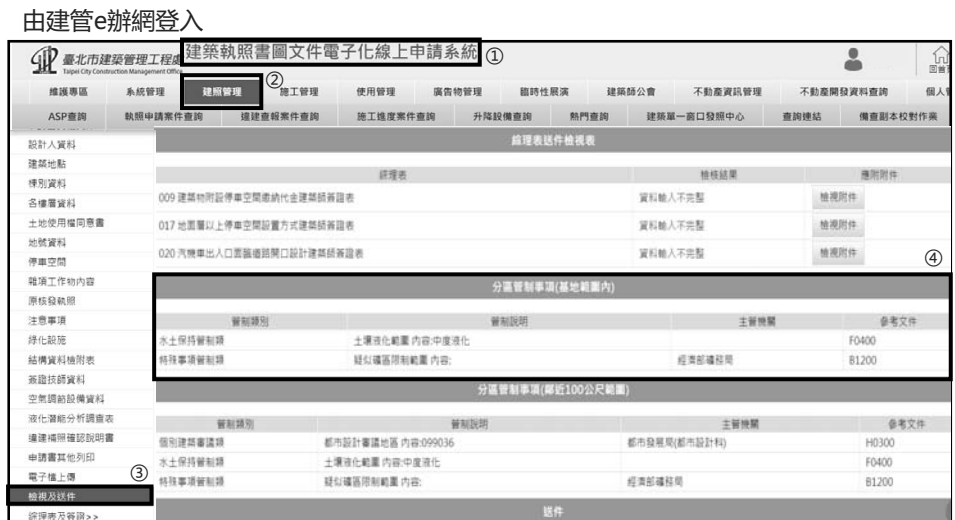 由建管e辦網登入
臺北市建築管理工程處 建築執照書圖文件電子化線上申請系統 ①
Taipei City Construction Management Office
回首頁
②
維護專區 系統管理 建照管理 施工管理 使用管理 廣告物管理 臨時性展演 建築師公會 不動產資訊管理 不動產開發資料查詢 個人
ASP查詢 執照申請案件查詢 違建查報案件查詢 施工進度案件查詢 升降設備查詢 熱門查詢 建築單一窗口發照中心 查詢連結 備查副本校對作業
設計人資料
建築地點
棟別資料
各樓層資料
土地使用權同意書
地號資料
停車空間
雜項工作物內容
原核發執照
注意事項
綠化設施
結構資料檢附表
簽證技師資料
空氣調節設備資料
液化潛能分析調查表
違建補照確認說明書
申請書其他列印
電子檔上傳
③
檢視及送件
綜理表及簽證>>
綜理表送件檢視表
綜理表 檢核結果 應附附件
009 建築物附設停車空間繳納代金建築師簽證表 資料輸入不完整 檢視附件
017 地面層以上停車空間設置方式建築師簽證表 資料輸入不完整 檢視附件
020 汽機車出入口面臨道路開口設計建築師簽證表 資料輸入不完整 檢視附件
④
分區管制事項(基地範圍內)
管制類別 管制說明 主管機關 參考文件
水土保持管制類 土壤液化範圍 內容:中度液化 F0400
特殊事項管制類 疑似礦區限制範圍 內容: 經濟部礦務局 B1200
分區管制事項(鄰近100公尺範圍)
管制類別 管制說明 主管機關 參考文件
個別建築審議類 都市設計審議地區 內容:099036 都市發展局(都市設計科) H0300
水土保持管制類 土壤液化範圍 內容:中度液化 F0400
特殊事項管制類 疑似礦區限制範圍 內容: 經濟部礦務局 B1200
送件